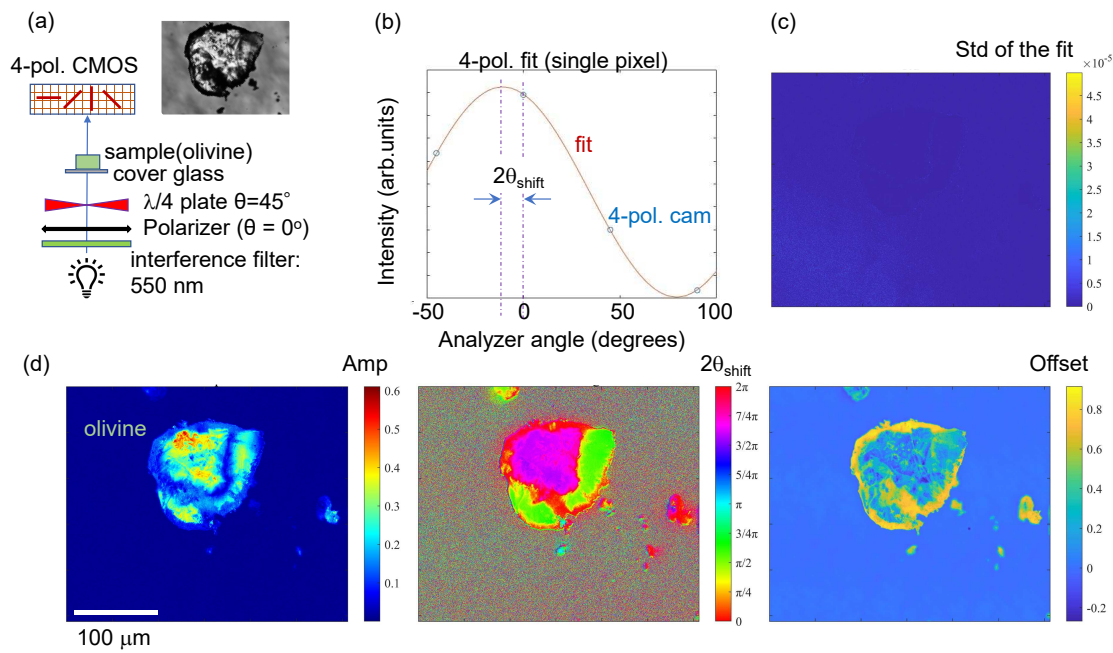 (a)
4-pol. CMOS
sample(olivine)
cover glass
λ/4 plate θ=45°
Polarizer (θ = 0°)
interference filter:
550 nm
(b)
4-pol. fit (single pixel)
Intensity (arb.units)
fit
2θshift
4-pol. cam
-50
0
50
100
Analyzer angle (degrees)
(c)
Std of the fit
×10⁻⁵
5
4.5
4
3.5
3
2.5
2
1.5
1
0.5
0
(d)
Amp
olivine
0.6
0.5
0.4
0.3
0.2
0.1
100 μm
2θshift
2π
7/4π
3/2π
5/4π
π
3/4π
π/2
π/4
0
Offset
0.8
0.6
0.4
0.2
0
-0.2